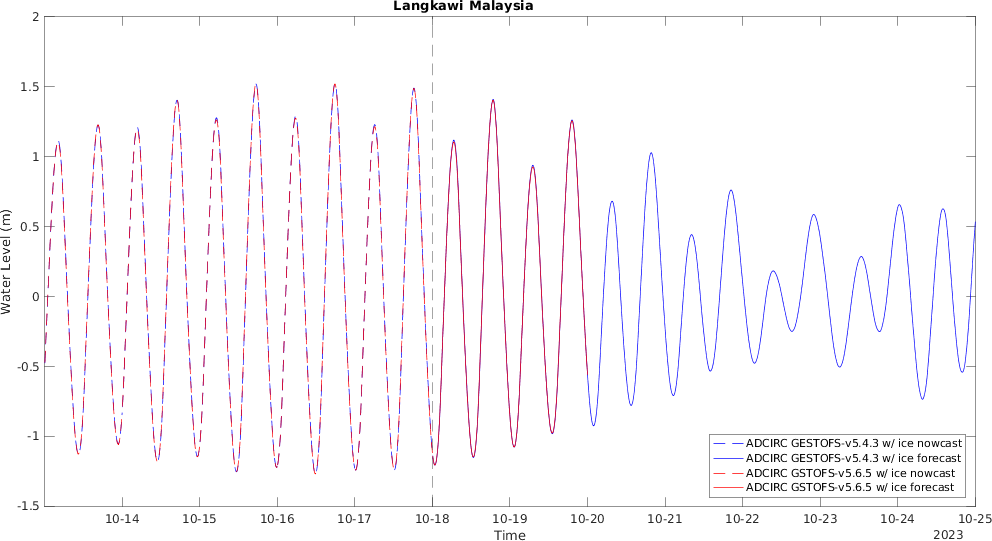 Langkawi Malaysia
2
1.5
1
0.5
0
-0.5
-1
-1.5
Water Level (m)
ADCIRC GESTOFS-v5.4.3 w/ ice nowcast
ADCIRC GESTOFS-v5.4.3 w/ ice forecast
ADCIRC GSTOFS-v5.6.5 w/ ice nowcast
ADCIRC GSTOFS-v5.6.5 w/ ice forecast
10-14 10-15 10-16 10-17 10-18 10-19 10-20 10-21 10-22 10-23 10-24 10-25
Time
2023